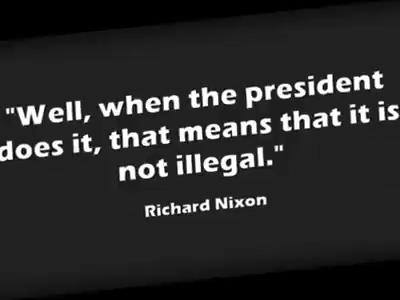 "Well, when the president
does it, that means that it is
not illegal."
Richard Nixon